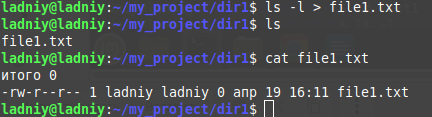 ladniy@ladniy:~/my_project/dir1$ ls -l > file1.txt
ladniy@ladniy:~/my_project/dir1$ ls
file1.txt
ladniy@ladniy:~/my_project/dir1$ cat file1.txt
итого 0
-rw-r--r-- 1 ladniy ladniy 0 апр 19 16:11 file1.txt
ladniy@ladniy:~/my_project/dir1$